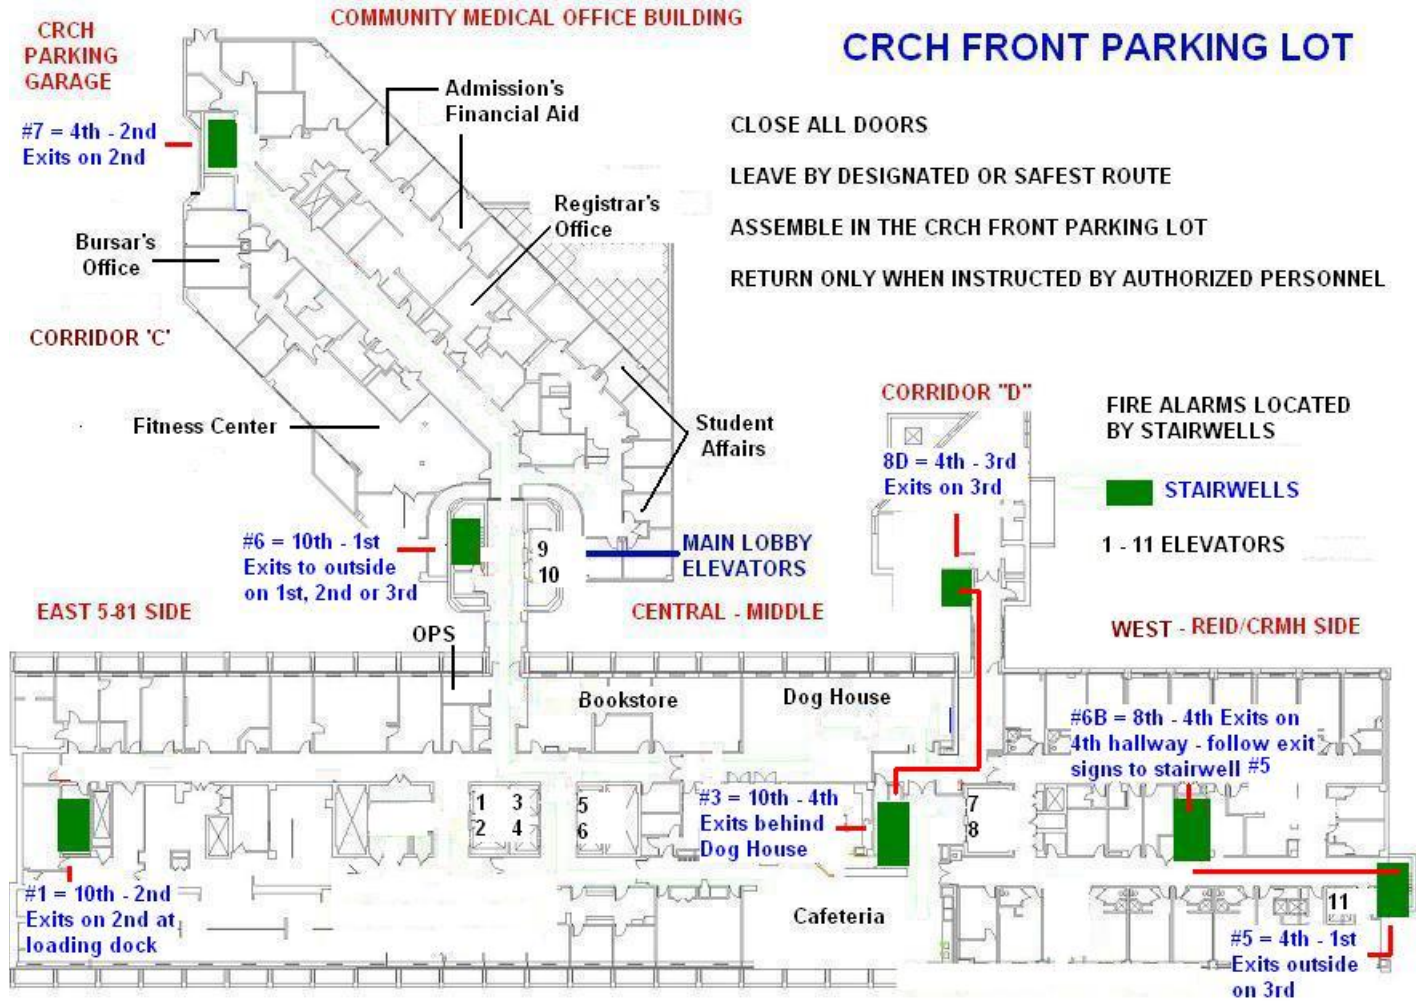 COMMUNITY MEDICAL OFFICE BUILDING
CRCH
PARKING
GARAGE
CRCH FRONT PARKING LOT
#7 = 4th - 2nd
Exits on 2nd
Admission's
Financial Aid
CLOSE ALL DOORS
LEAVE BY DESIGNATED OR SAFEST ROUTE
ASSEMBLE IN THE CRCH FRONT PARKING LOT
RETURN ONLY WHEN INSTRUCTED BY AUTHORIZED PERSONNEL
Registrar's
Office
Bursar's
Office
CORRIDOR 'C'
Fitness Center
Student
Affairs
CORRIDOR "D"
8D = 4th - 3rd
Exits on 3rd
FIRE ALARMS LOCATED
BY STAIRWELLS
STAIRWELLS
1 - 11 ELEVATORS
#6 = 10th - 1st
Exits to outside
on 1st, 2nd or 3rd
9
10
MAIN LOBBY
ELEVATORS
EAST 5-81 SIDE
CENTRAL - MIDDLE
WEST - REID/CRMH SIDE
OPS
Bookstore
Dog House
#6B = 8th - 4th Exits on
4th hallway - follow exit
signs to stairwell #5
1 3
2 4
5
6
#3 = 10th - 4th
Exits behind
Dog House
7
8
#1 = 10th - 2nd
Exits on 2nd at
loading dock
Cafeteria
11
#5 = 4th - 1st
Exits outside
on 3rd